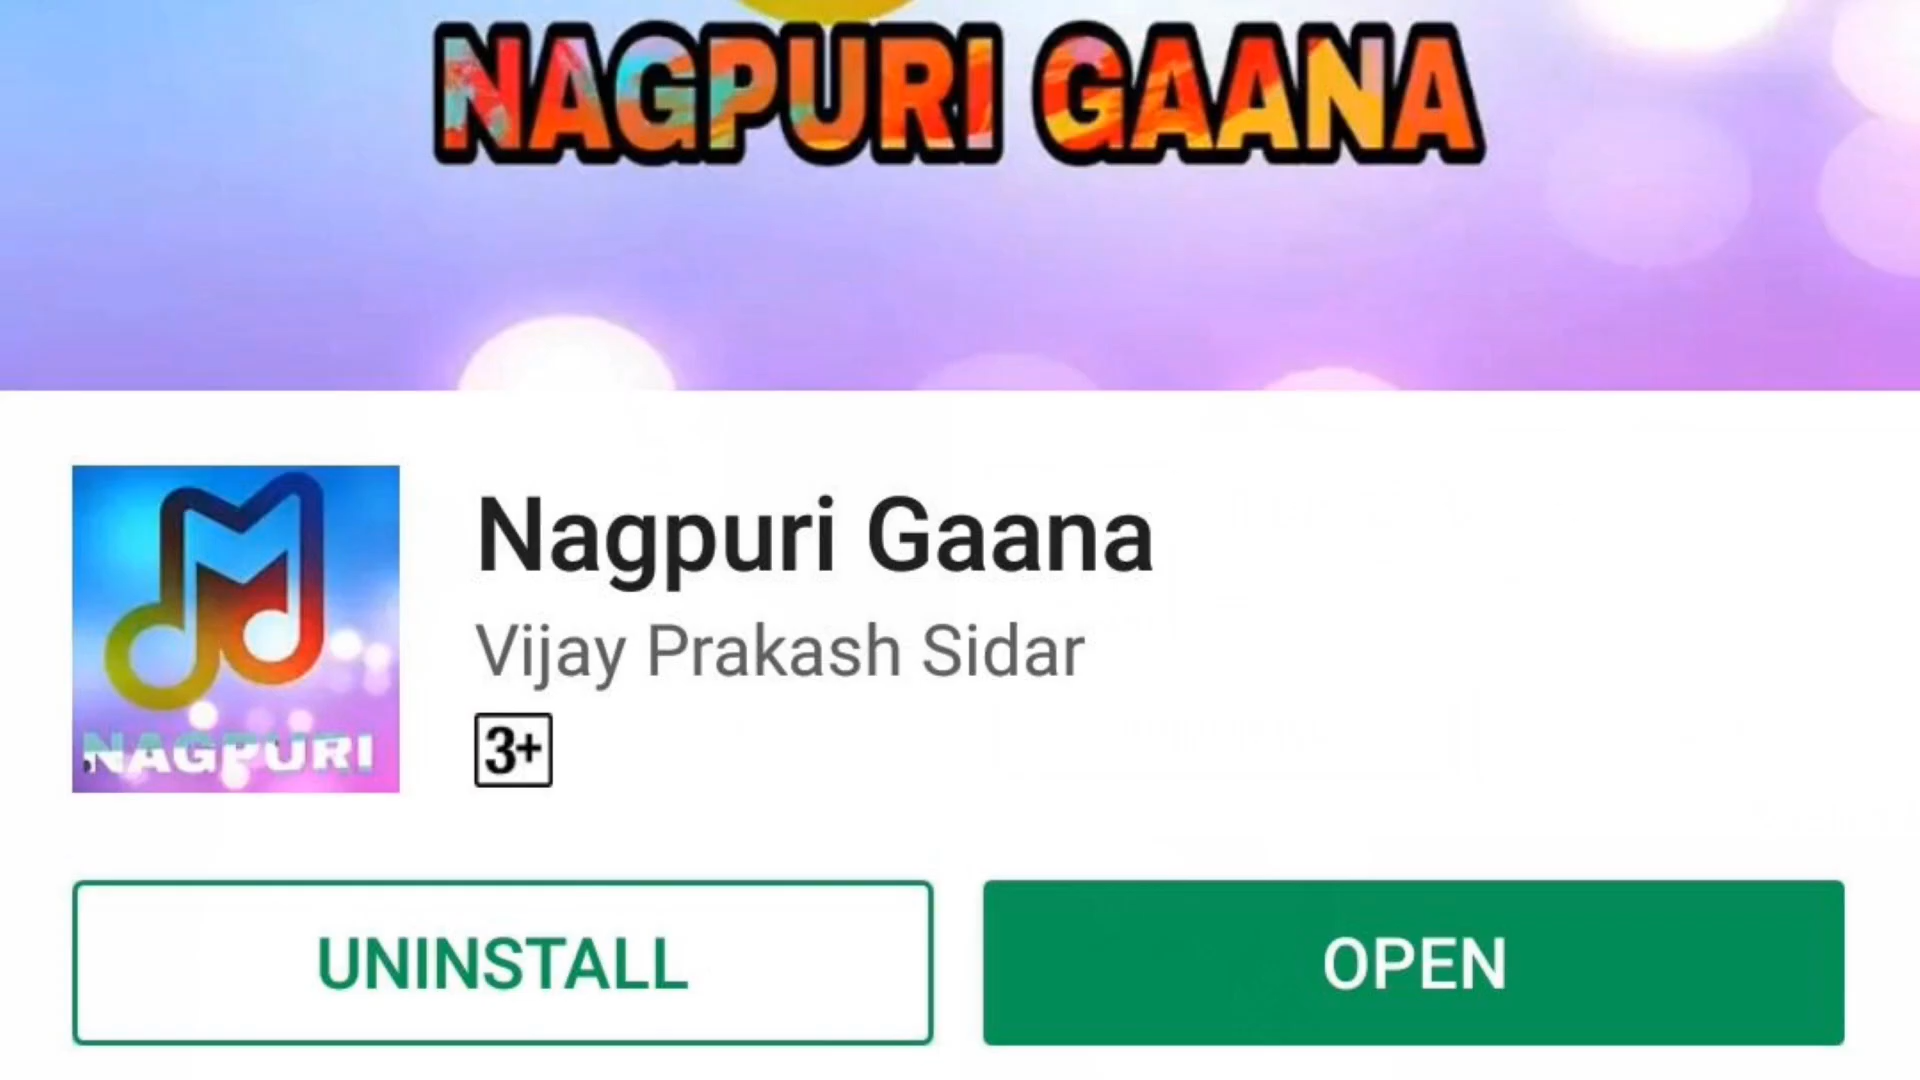 NAGPURI GAANA
Nagpuri Gaana
Vijay Prakash Sidar
3+
NAGPURI
UNINSTALL
OPEN